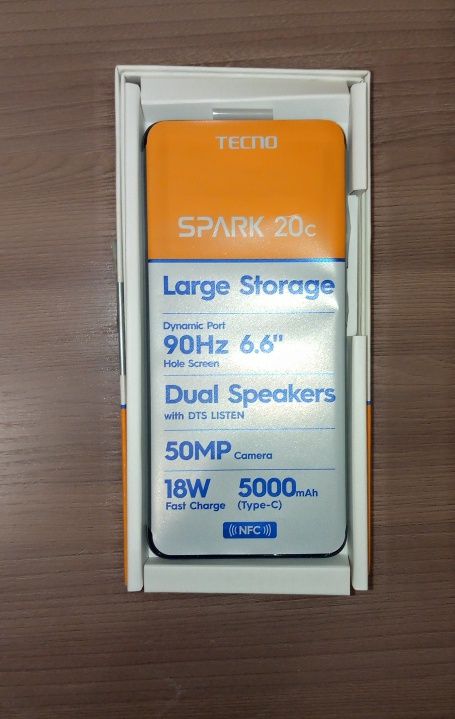 TECNO
SPARK 20c
Large Storage
Dynamic Port
90Hz 6.6"
Hole Screen
Dual Speakers
with DTS LISTEN
50MP Camera
18W 5000mAh
Fast Charge (Type-C)
NFC